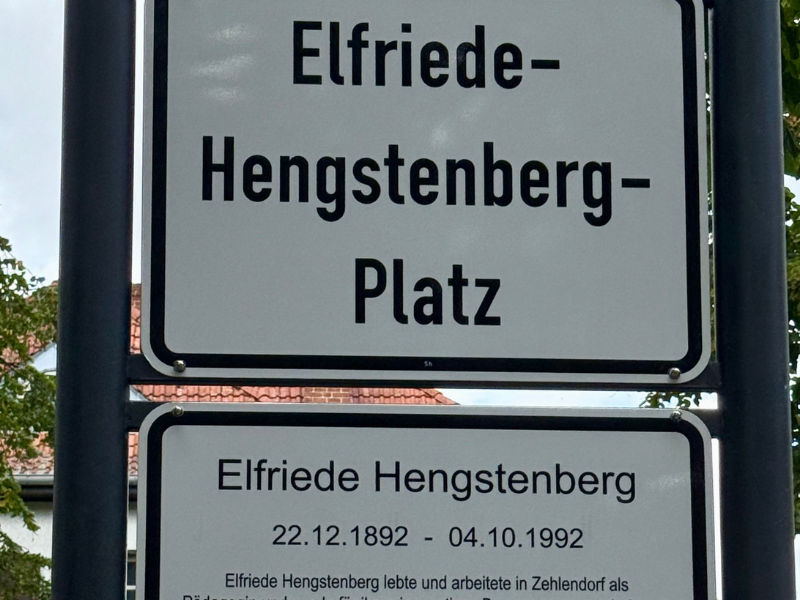 Elfriede-
Hengstenberg-
Platz
Elfriede Hengstenberg
22.12.1892 - 04.10.1992
Elfriede Hengstenberg lebte und arbeitete in Zehlendorf als